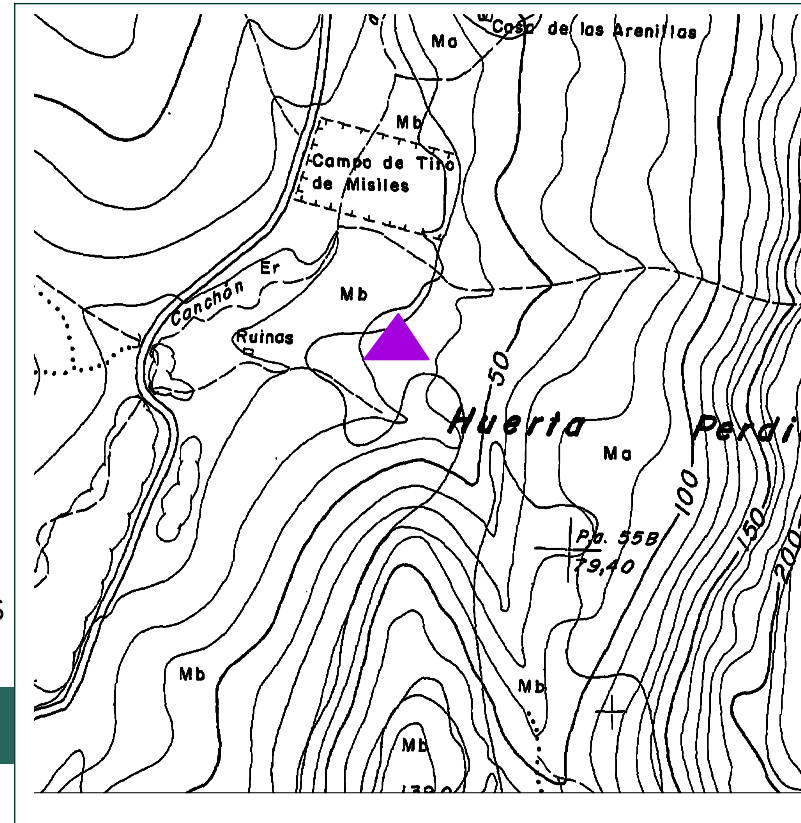 Casa de las Arenillas
Ma
Mb
Campo de Tiro
de Misiles
Er
Canchón
Mb
Ruinas
50
Huerta Perdi
Ma
100
P.a. 55B
79,40
150
200
s
Mb
Mb
Mb